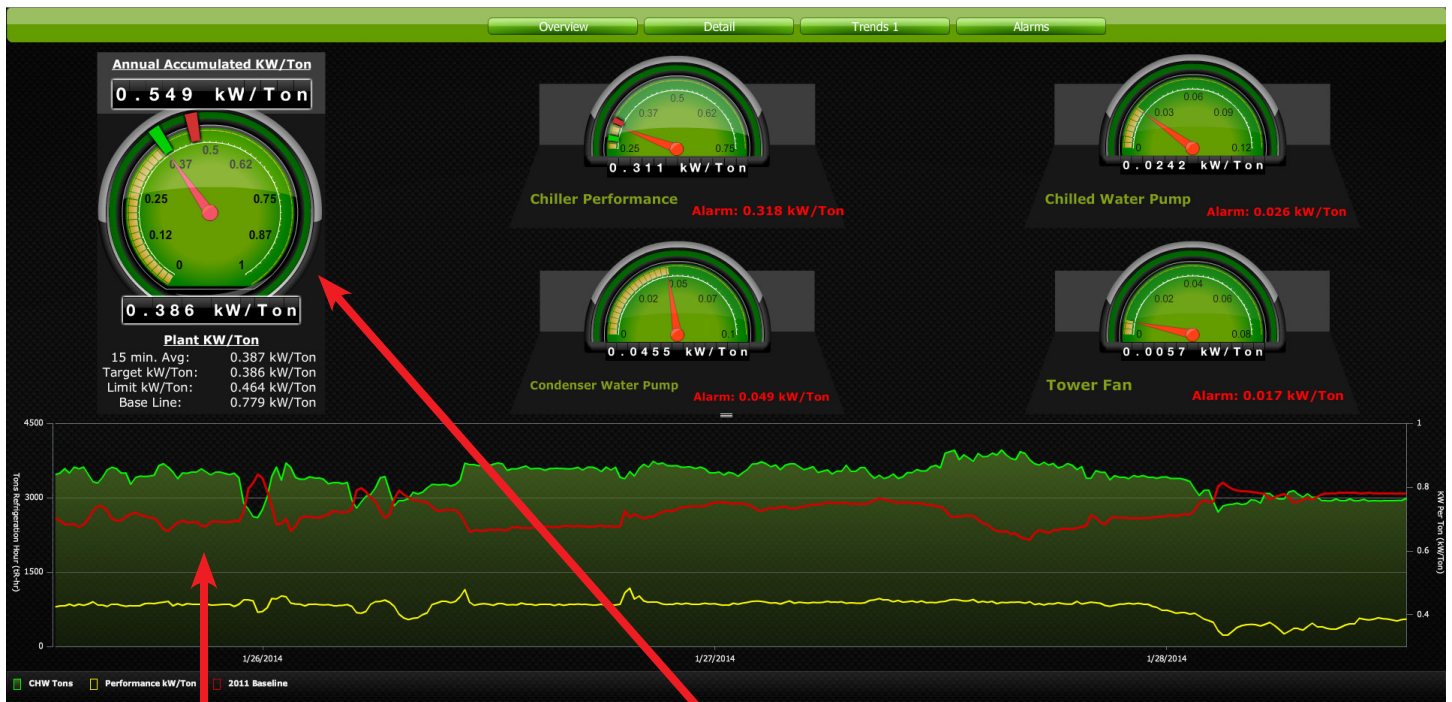 Overview Detail Trends 1 Alarms
Annual Accumulated KW/Ton
0.549 kW/Ton
0.5
0.37 0.62
0.25 0.75
0.12 0.87
0 1
0.386 kW/Ton
Plant KW/Ton
15 min. Avg: 0.387 kW/Ton
Target kW/Ton: 0.386 kW/Ton
Limit kW/Ton: 0.464 kW/Ton
Base Line: 0.779 kW/Ton
0.5
0.37 0.62
0.25 0.75
0.311 kW/Ton
Chiller Performance
Alarm: 0.318 kW/Ton
0.06
0.03 0.09
0 0.12
0.0242 kW/Ton
Chilled Water Pump
Alarm: 0.026 kW/Ton
0.05
0.02 0.07
0 0.1
0.0455 kW/Ton
Condenser Water Pump
Alarm: 0.049 kW/Ton
0.04
0.02 0.06
0 0.08
0.0057 kW/Ton
Tower Fan
Alarm: 0.017 kW/Ton
Tons Refrigeration Hour (tR-hr)
4500
3000
1500
0
1
0.8
0.6
0.4
KW Per Ton (kW/Ton)
1/26/2014 1/27/2014 1/28/2014
CHW Tons Performance kW/Ton 2011 Baseline